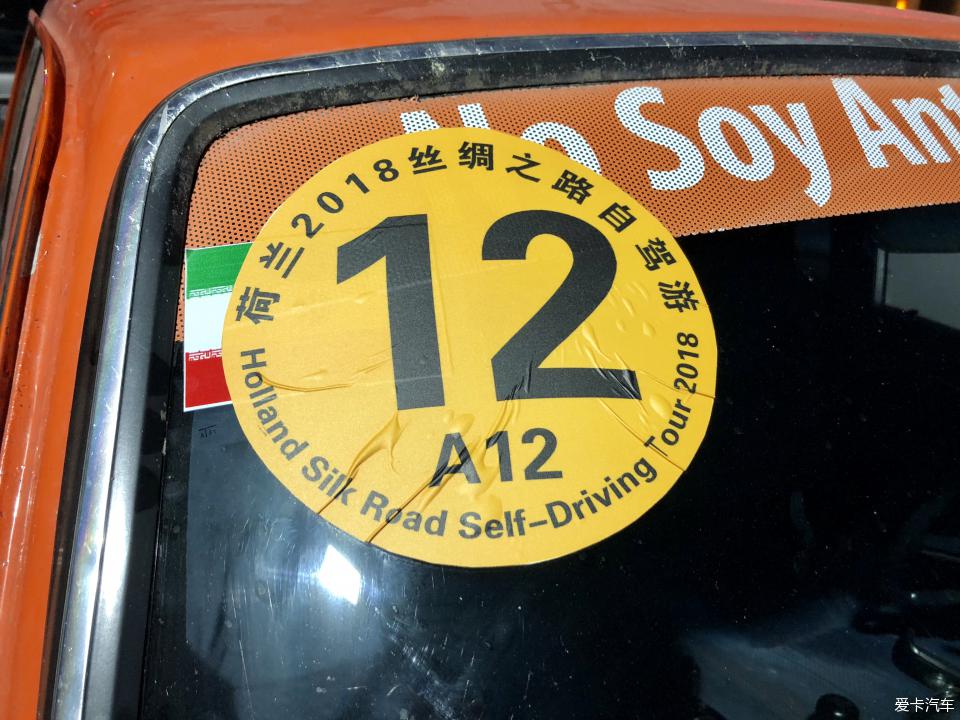 No Soy Ant
荷兰2018丝绸之路自驾游
12
A12
Holland Silk Road Self-Driving Tour 2018
爱卡汽车